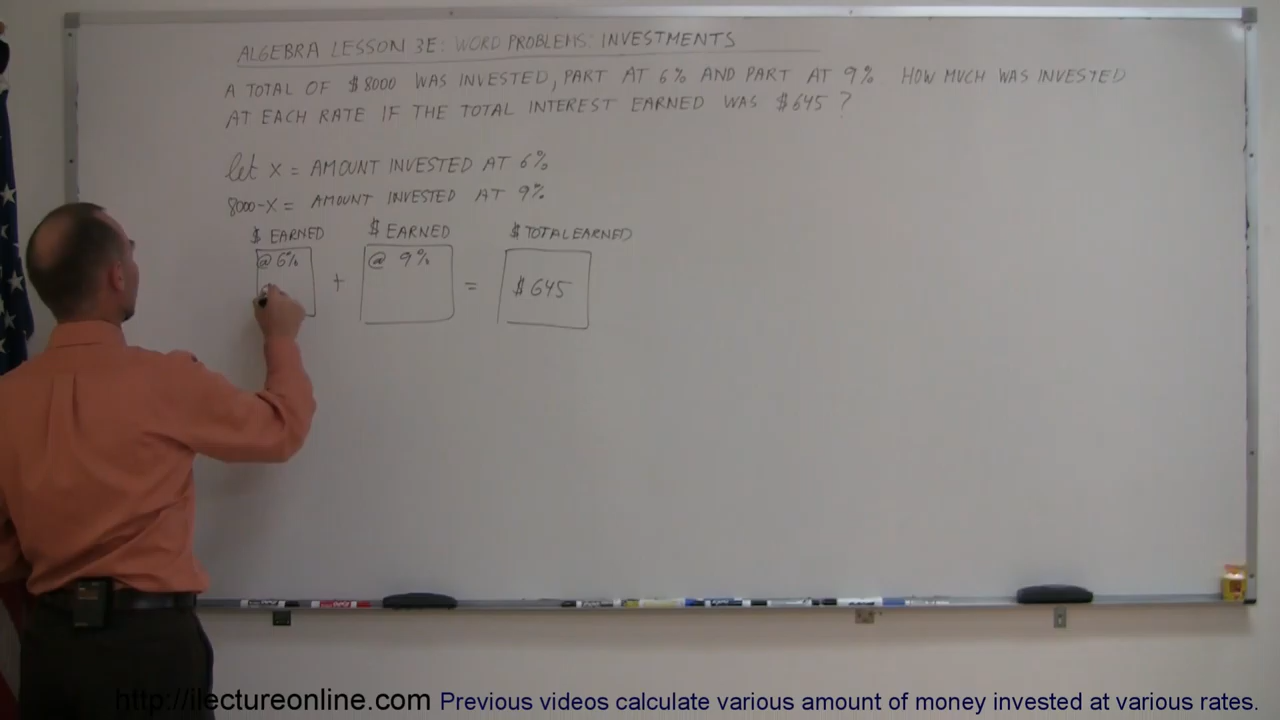 ALGEBRA LESSON 3E: WORD PROBLEMS: INVESTMENTS
A TOTAL OF $8000 WAS INVESTED, PART AT 6% AND PART AT 9%. HOW MUCH WAS INVESTED
AT EACH RATE IF THE TOTAL INTEREST EARNED WAS $645?
let X = AMOUNT INVESTED AT 6%
8000-X = AMOUNT INVESTED AT 9%
$ EARNED $ EARNED $ TOTAL EARNED
@ 6% @ 9%
+ = $645
http://ilectureonline.com Previous videos calculate various amount of money invested at various rates.